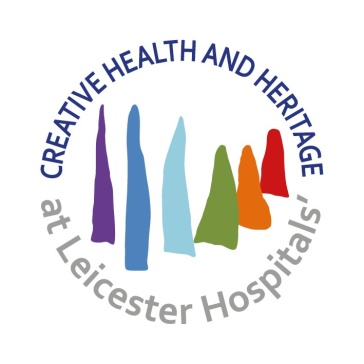 CREATIVE HEALTH AND HERITAGE
at Leicester Hospitals'